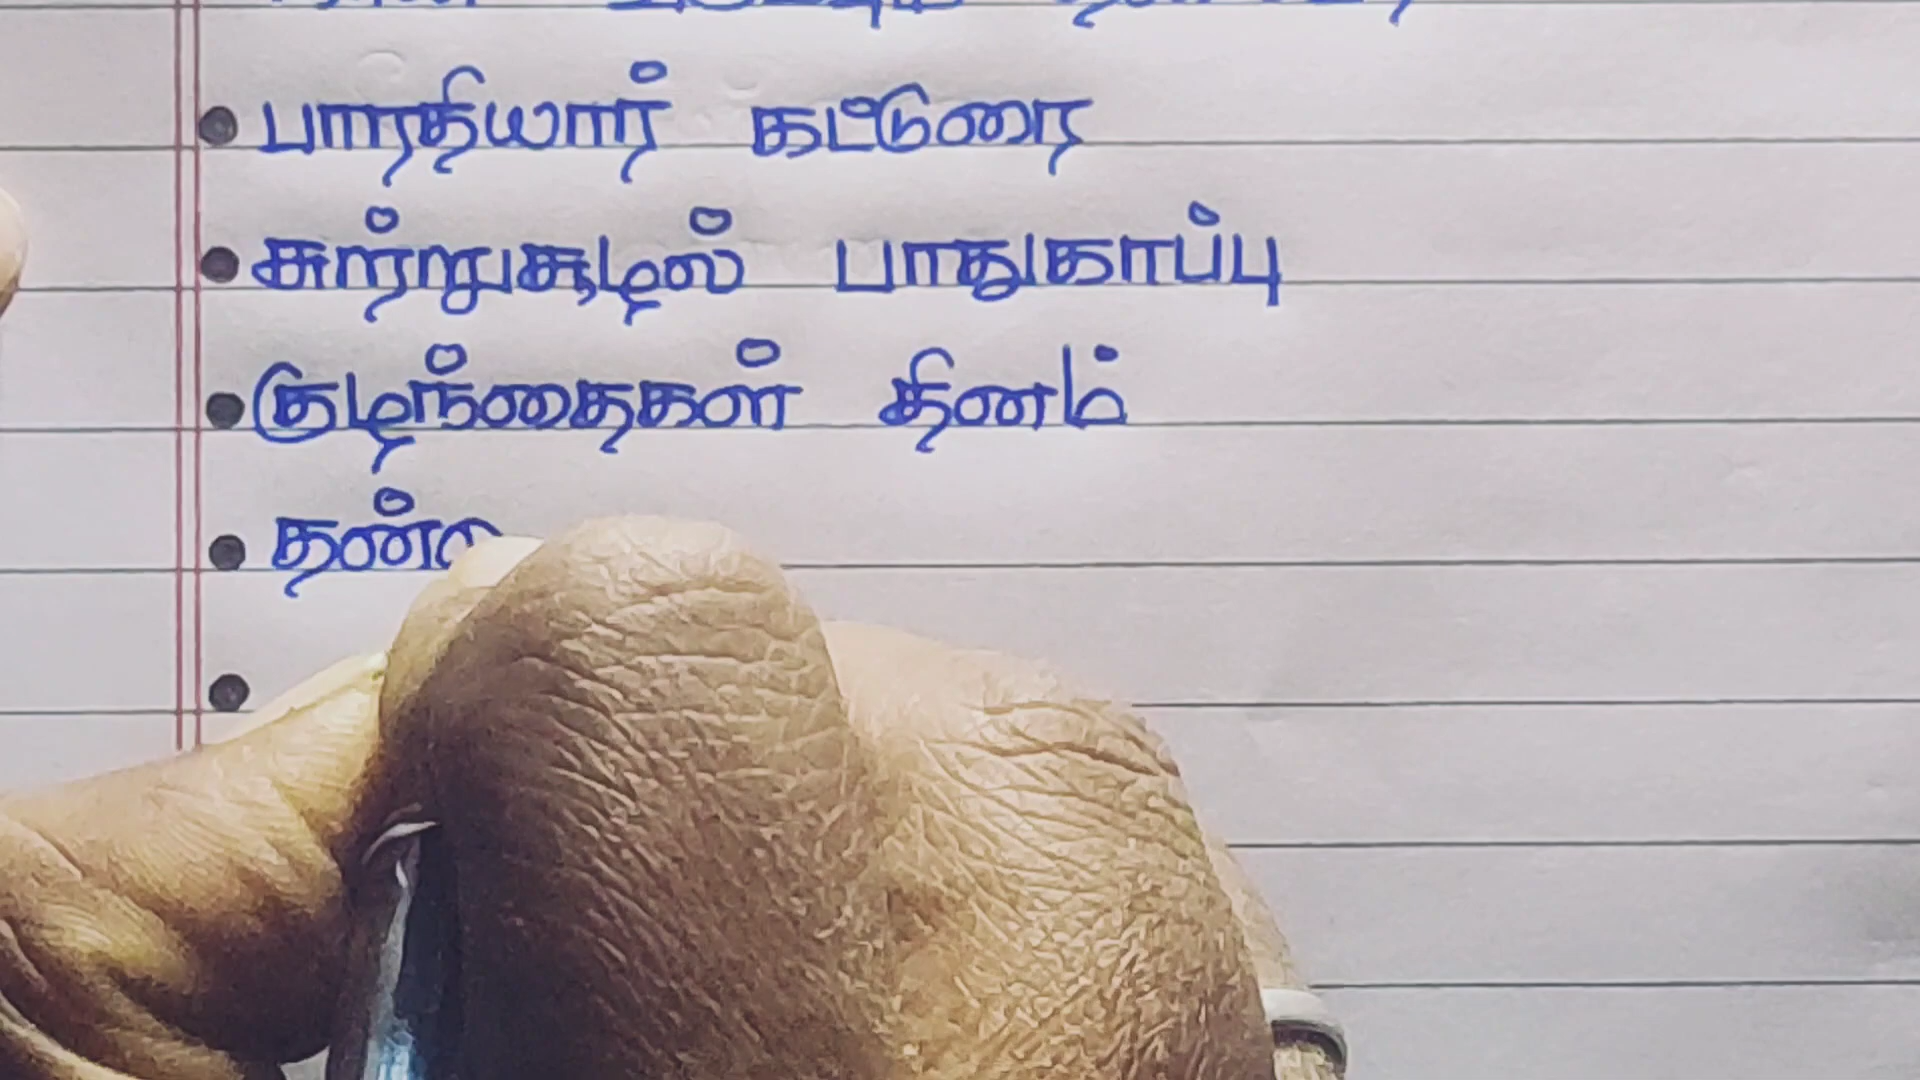 பாரதியார் கட்டுரை
சுற்றுசூழல் பாதுகாப்பு
குழந்தைகள் தினம்